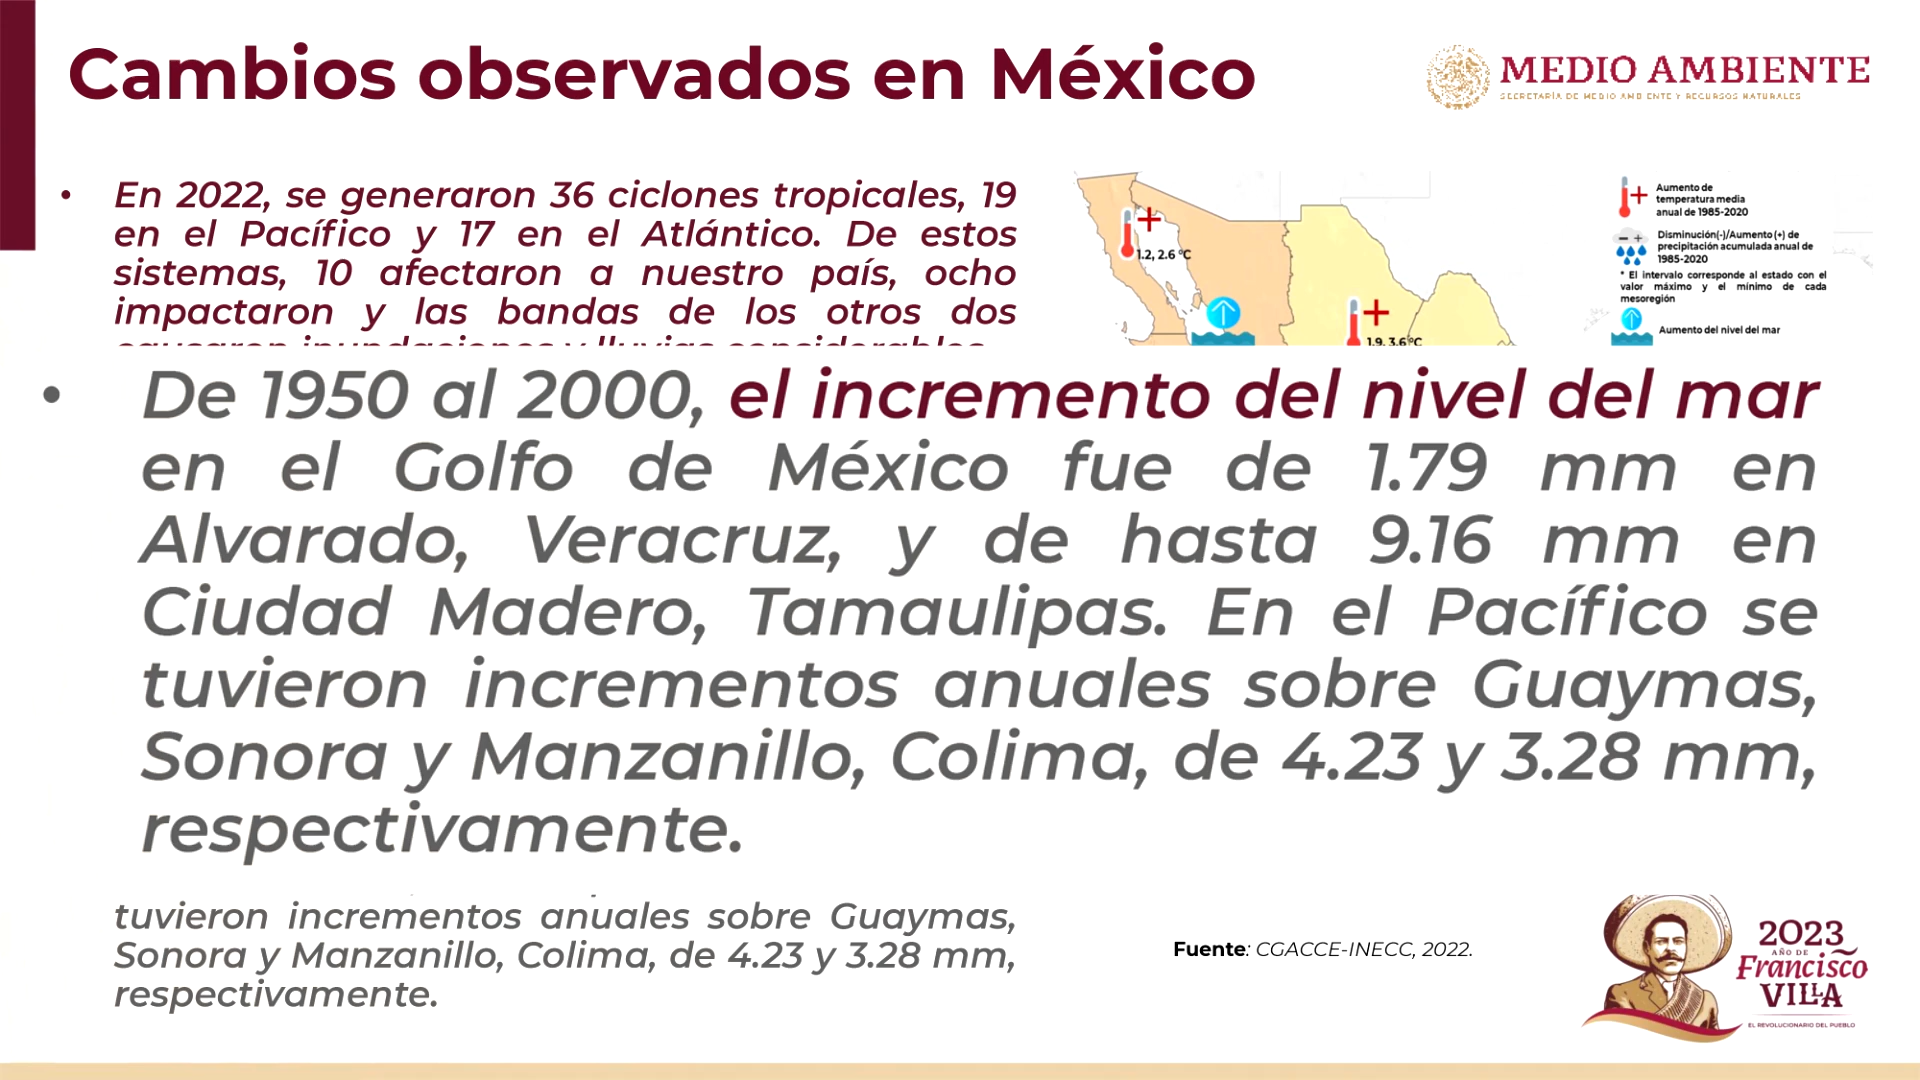 Cambios observados en México
MEDIO AMBIENTE
SECRETARÍA DE MEDIO AMBIENTE Y RECURSOS NATURALES
• En 2022, se generaron 36 ciclones tropicales, 19
en el Pacífico y 17 en el Atlántico. De estos
sistemas, 10 afectaron a nuestro país, ocho
impactaron y las bandas de los otros dos
causaron inundaciones y lluvias considerables.
1.2, 2.6 °C
1.9, 3.6 °C
Aumento de
temperatura media
anual de 1985-2020
Disminución(-)/Aumento (+) de
precipitación acumulada anual de
1985-2020
* El intervalo corresponde al estado con el
valor máximo y el mínimo de cada
mesoregión
Aumento del nivel del mar
• De 1950 al 2000, el incremento del nivel del mar
en el Golfo de México fue de 1.79 mm en
Alvarado, Veracruz, y de hasta 9.16 mm en
Ciudad Madero, Tamaulipas. En el Pacífico se
tuvieron incrementos anuales sobre Guaymas,
Sonora y Manzanillo, Colima, de 4.23 y 3.28 mm,
respectivamente.
tuvieron incrementos anuales sobre Guaymas,
Sonora y Manzanillo, Colima, de 4.23 y 3.28 mm,
respectivamente.
Fuente: CGACCE-INECC, 2022.
2023
AÑO DE
Francisco
VILLA
EL REVOLUCIONARIO DEL PUEBLO